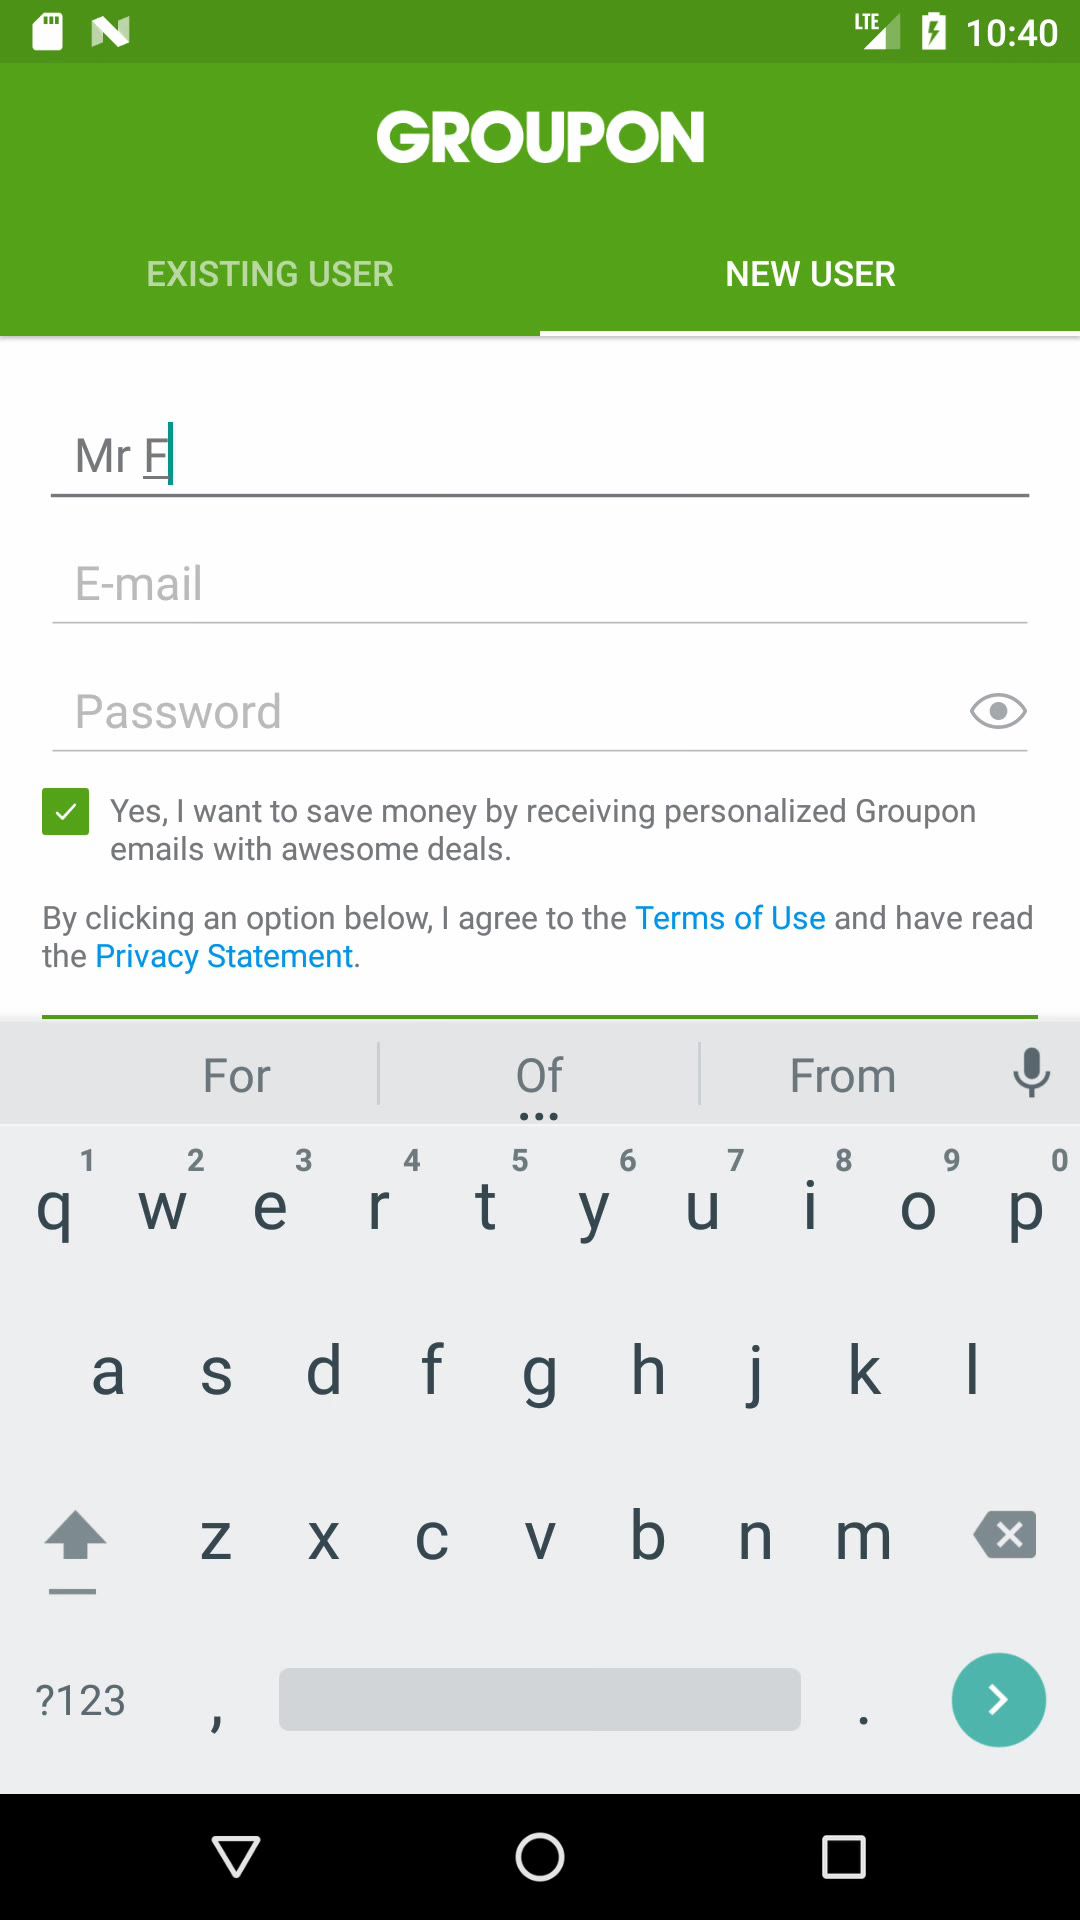 LTE 10:40
GROUPON
EXISTING USER NEW USER
Mr F
E-mail
Password
Yes, I want to save money by receiving personalized Groupon
emails with awesome deals.
By clicking an option below, I agree to the Terms of Use and have read
the Privacy Statement.
For Of From
1 2 3 4 5 6 7 8 9 0
q w e r t y u i o p
a s d f g h j k l
z x c v b n m
?123 , .